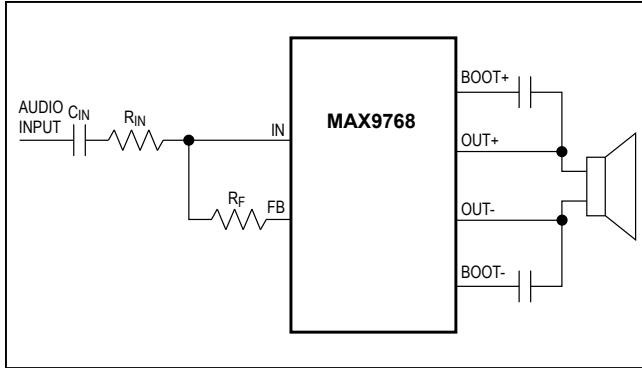 BOOT+
AUDIO
INPUT
CIN
RIN
IN
MAX9768
OUT+
RF
FB
OUT-
BOOT-